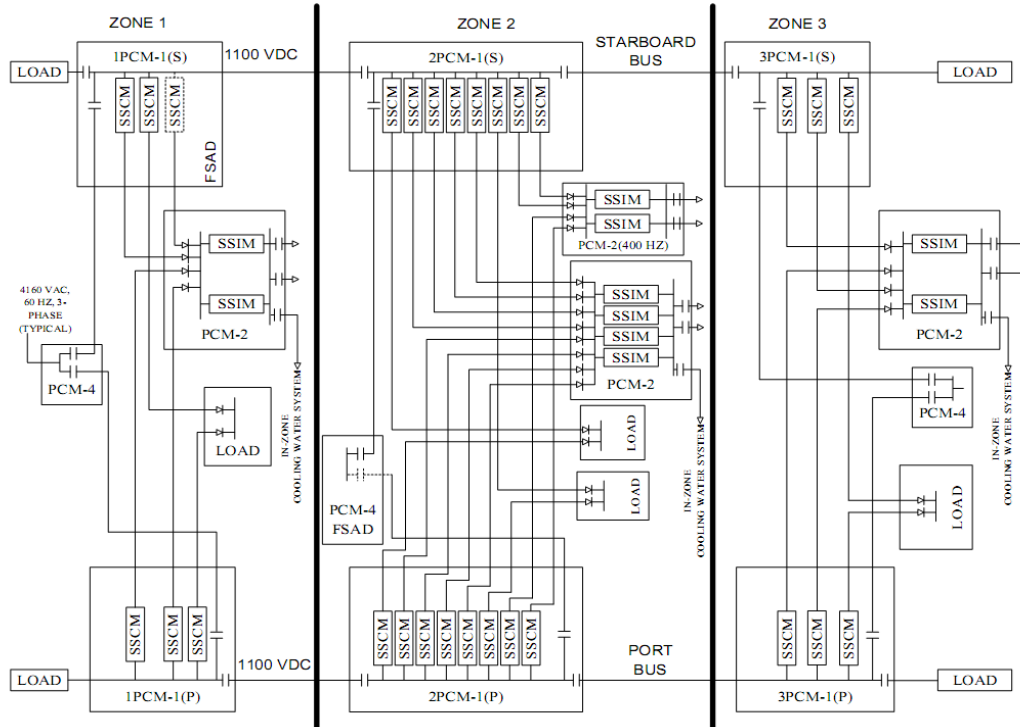 ZONE 1
ZONE 2
ZONE 3
1PCM-1(S)
1100 VDC
2PCM-1(S)
STARBOARD
BUS
3PCM-1(S)
LOAD
LOAD
SSCM
SSCM
SSCM
SSCM
SSCM
SSCM
SSCM
SSCM
SSCM
SSCM
SSCM
SSCM
SSCM
SSCM
FSAD
SSIM
SSIM
PCM-2(400 HZ)
SSIM
SSIM
PCM-2
4160 VAC,
60 HZ, 3-
PHASE
(TYPICAL)
PCM-4
SSIM
SSIM
SSIM
SSIM
PCM-2
SSIM
SSIM
PCM-2
PCM-4
LOAD
IN-ZONE
COOLING WATER SYSTEM
PCM-4
FSAD
LOAD
LOAD
IN-ZONE
COOLING WATER SYSTEM
LOAD
IN-ZONE
COOLING WATER SYSTEM
SSCM
SSCM
SSCM
SSCM
SSCM
SSCM
SSCM
SSCM
SSCM
SSCM
SSCM
SSCM
SSCM
SSCM
LOAD
1PCM-1(P)
1100 VDC
2PCM-1(P)
PORT
BUS
3PCM-1(P)
LOAD